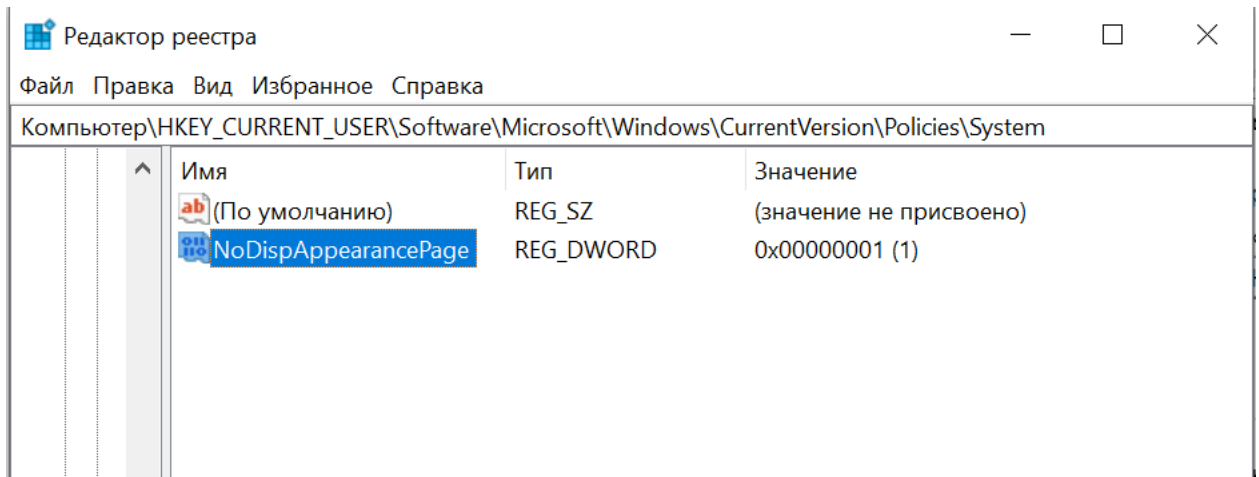 Редактор реестра
Файл Правка Вид Избранное Справка
Компьютер\HKEY_CURRENT_USER\Software\Microsoft\Windows\CurrentVersion\Policies\System
Имя Тип Значение
ab (По умолчанию) REG_SZ (значение не присвоено)
NoDispAppearancePage REG_DWORD 0x00000001 (1)